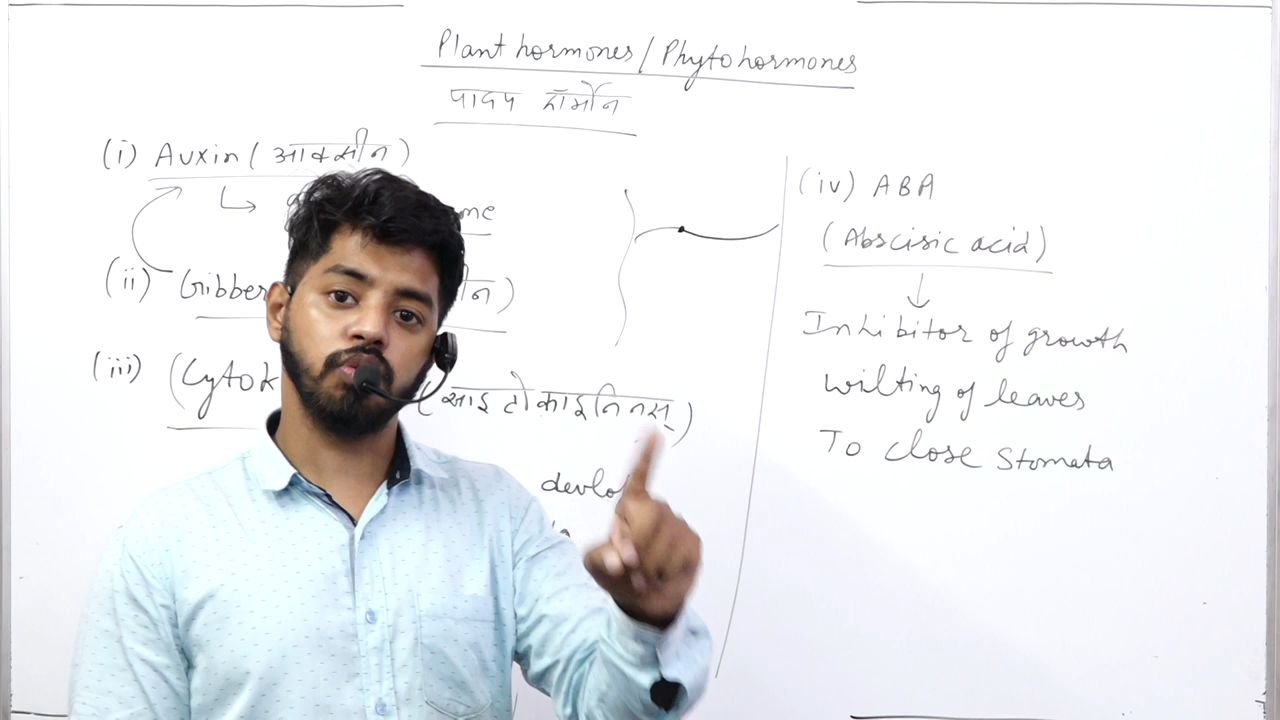 Plant hormones / Phytohormones
पादप हॉर्मोन
(i) Auxin ( आक्सीन )
(ii) Gibber
(iii) (Cytok ( साइटोकाइनिनस् )
devlo
(iv) ABA
(Abscisic acid)
Inhibitor of growth
wilting of leaves
To close stomata